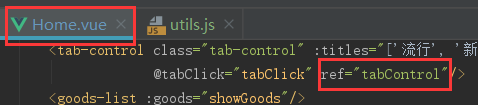 Home.vue × utils.js ×
<tab-control class="tab-control" :titles="['流行', '新
@tabClick="tabClick" ref="tabControl"/>
<goods-list :goods="showGoods"/>